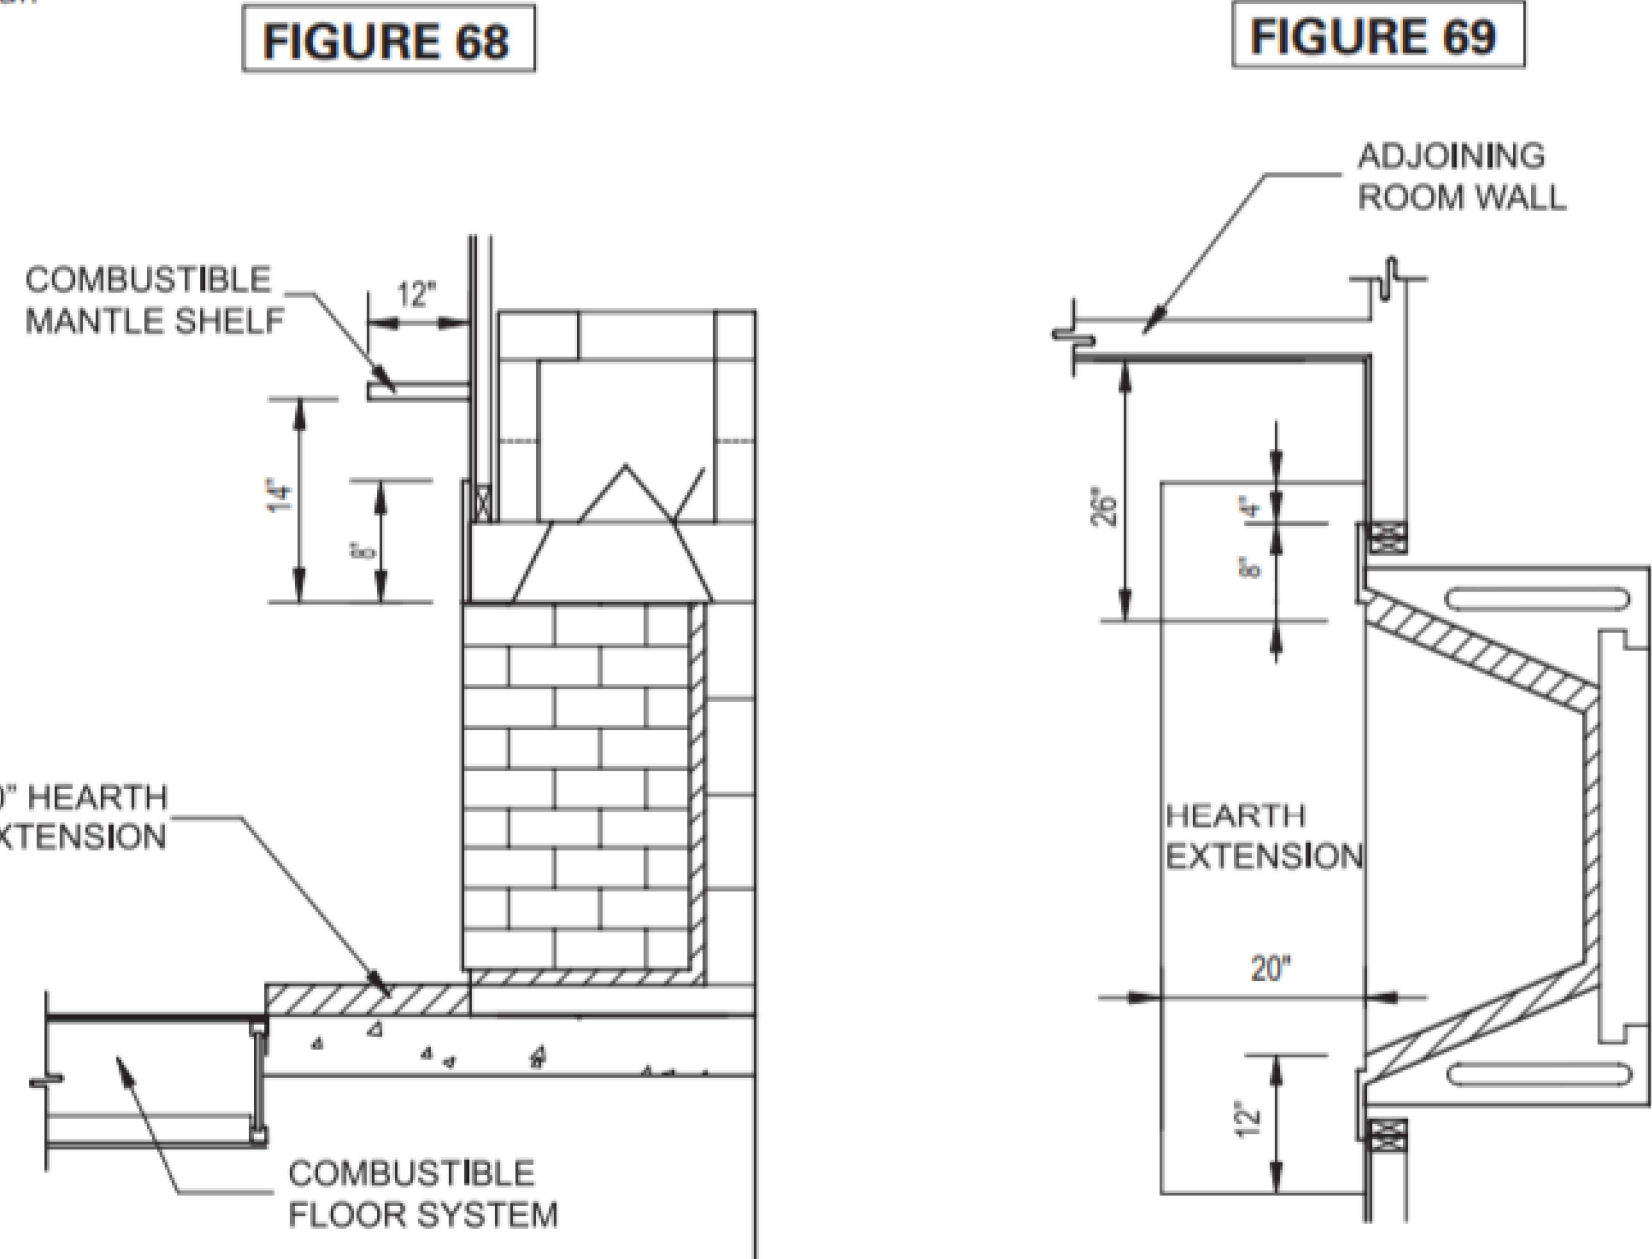 FIGURE 68
COMBUSTIBLE
MANTLE SHELF
12"
14"
8"
0" HEARTH
XTENSION
COMBUSTIBLE
FLOOR SYSTEM
FIGURE 69
ADJOINING
ROOM WALL
26"
4"
8"
HEARTH
EXTENSION
20"
12"